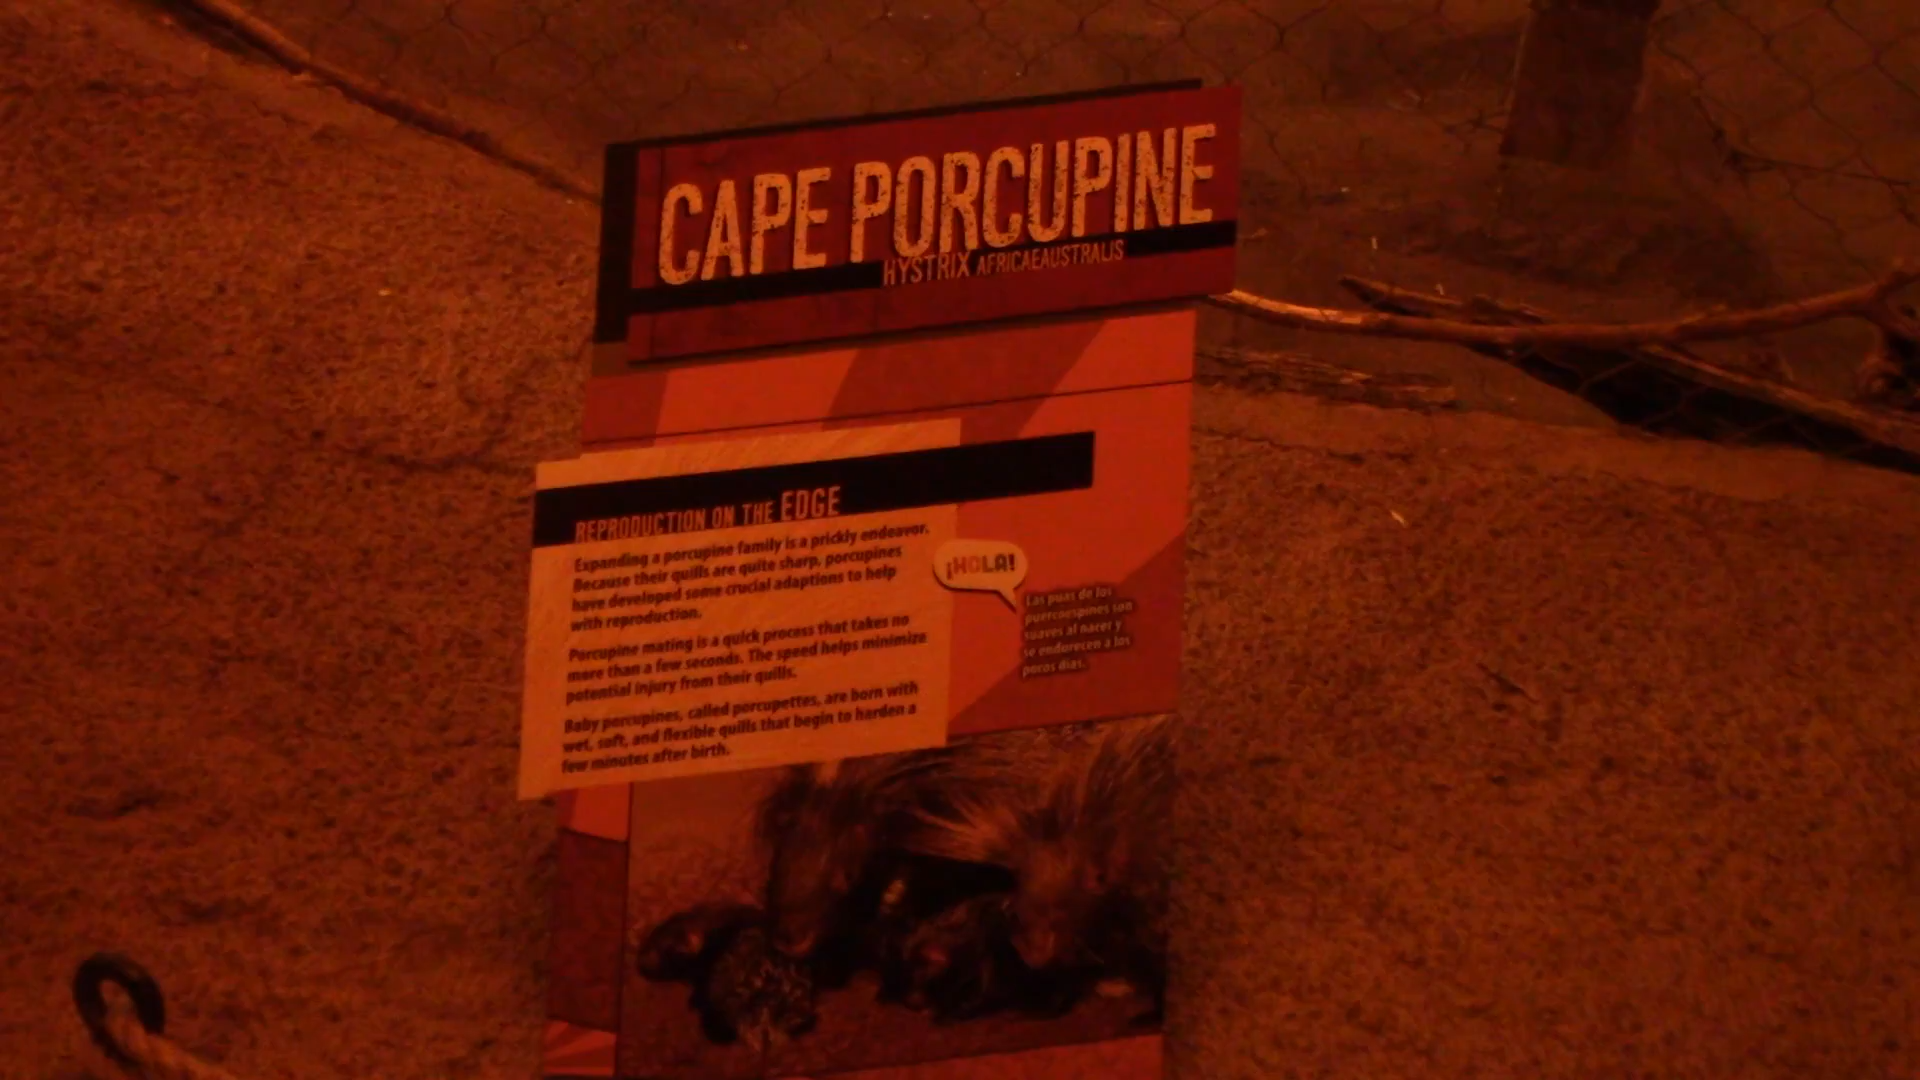 CAPE PORCUPINE
HYSTRIX AFRICAEAUSTRALIS
REPRODUCTION ON THE EDGE
Expanding a porcupine family is a prickly endeavor.
Because their quills are quite sharp, porcupines
have developed some crucial adaptions to help
with reproduction.
Porcupine mating is a quick process that takes no
more than a few seconds. The speed helps minimize
potential injury from their quills.
Baby porcupines, called porcupettes, are born with
wet, soft, and flexible quills that begin to harden a
few minutes after birth.
¡HOLA!
Las puas de los
puercoespines son
suaves al nacer y
se endurecen a los
pocos días.